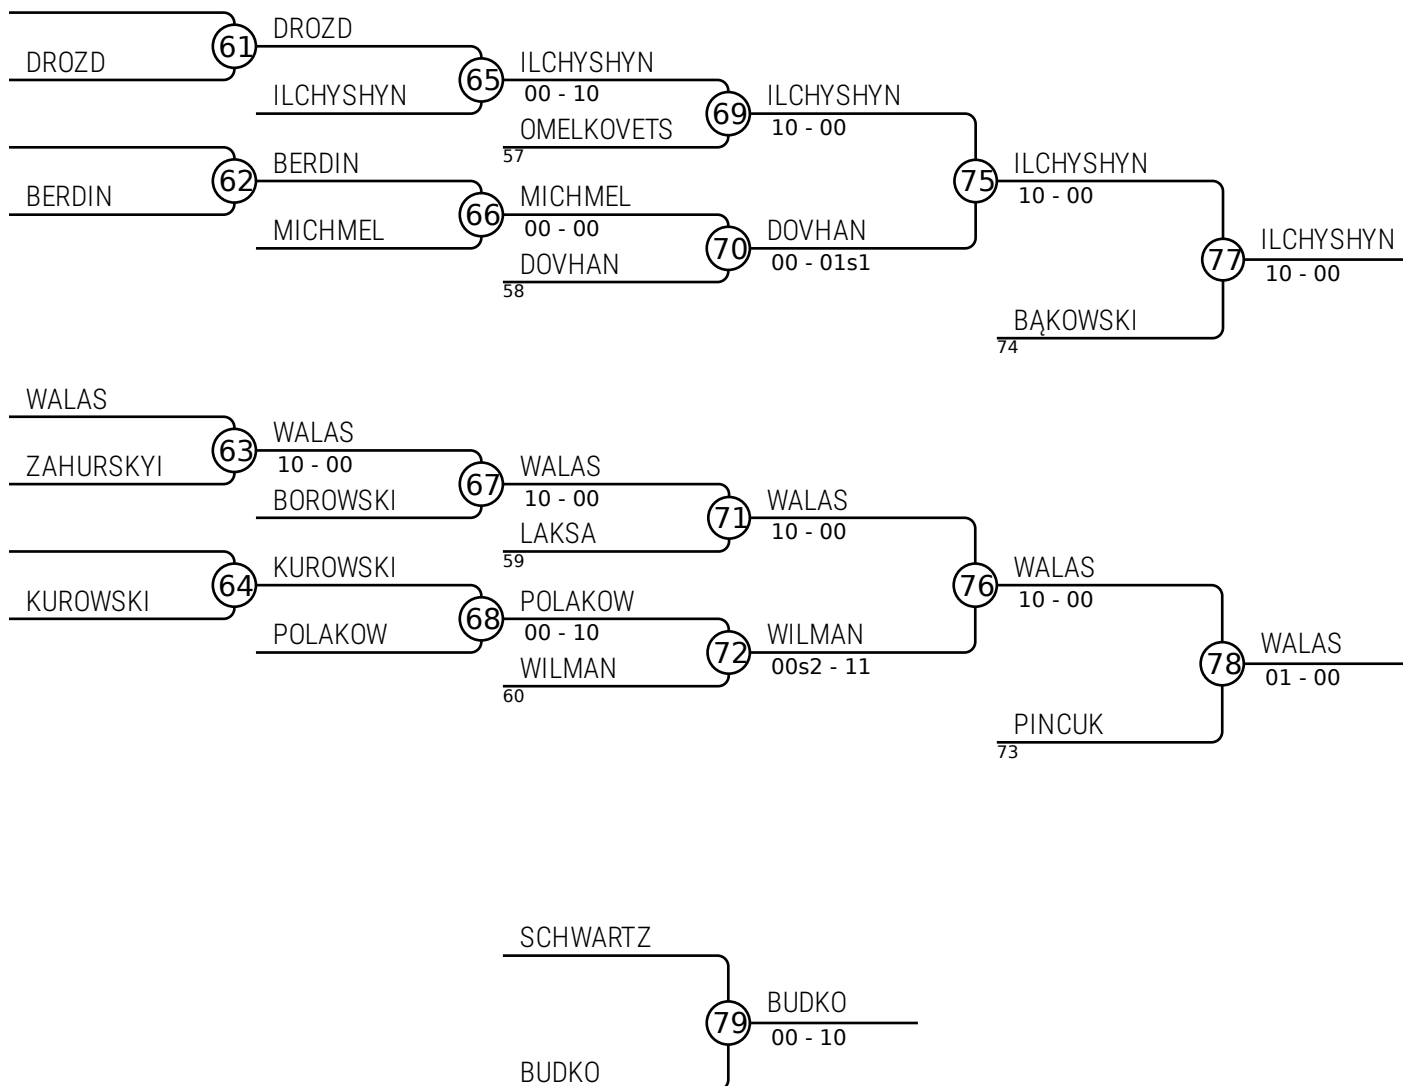 DROZD
61
DROZD
ILCHYSHYN
65
ILCHYSHYN
00 - 10
OMELKOVETS
57
69
ILCHYSHYN
10 - 00
BERDIN
62
BERDIN
MICHMEL
66
MICHMEL
00 - 00
DOVHAN
58
70
DOVHAN
00 - 01s1
75
ILCHYSHYN
10 - 00
BĄKOWSKI
74
77
ILCHYSHYN
10 - 00
WALAS
ZAHURSKYI
63
WALAS
10 - 00
BOROWSKI
67
WALAS
10 - 00
LAKSA
59
71
WALAS
10 - 00
KUROWSKI
64
KUROWSKI
POLAKOW
68
POLAKOW
00 - 10
WILMAN
60
72
WILMAN
00s2 - 11
76
WALAS
10 - 00
PINCUK
73
78
WALAS
01 - 00
SCHWARTZ
BUDKO
79
BUDKO
00 - 10